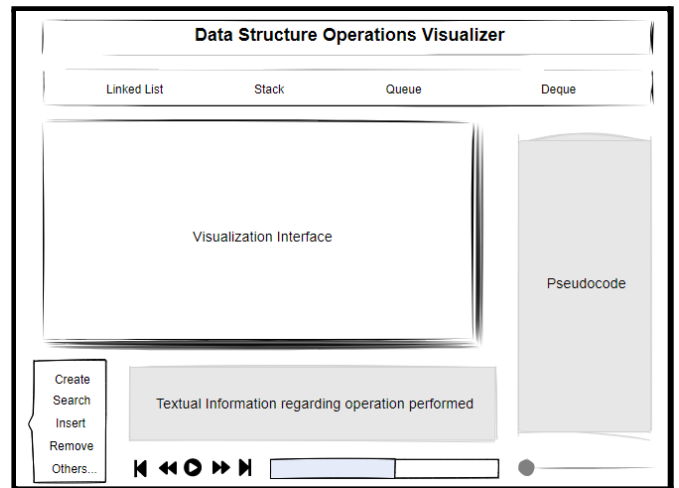 Data Structure Operations Visualizer
Linked List Stack Queue Deque
Visualization Interface
Pseudocode
Create
Search
Insert
Remove
Others...
Textual Information regarding operation performed